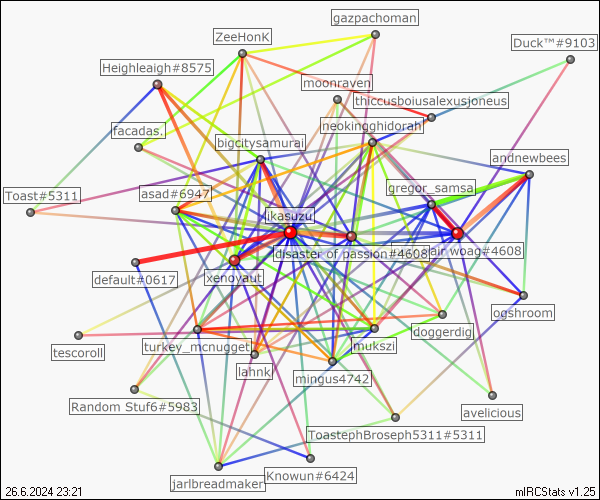 gazpachoman
ZeeHonK
Duck™#9103
Heighleaigh#8575
moonraven
thiccusboiusalexusjoneus
neokingghidorah
facadas.
bigcitysamurai
andnewbees
gregor_samsa
Toast#5311
asad#6947
ikasuzu
disaster of passion#4608
air woag#4608
default#0617
xenoyaut
ogshroom
doggerdig
tescoroll
turkey_mcnugget
mukszi
lahnk
mingus4742
Random Stuf6#5983
avelicious
ToastephBroseph5311#5311
Knowun#6424
jarlbreadmaker
26.6.2024 23:21
mIRCStats v1.25